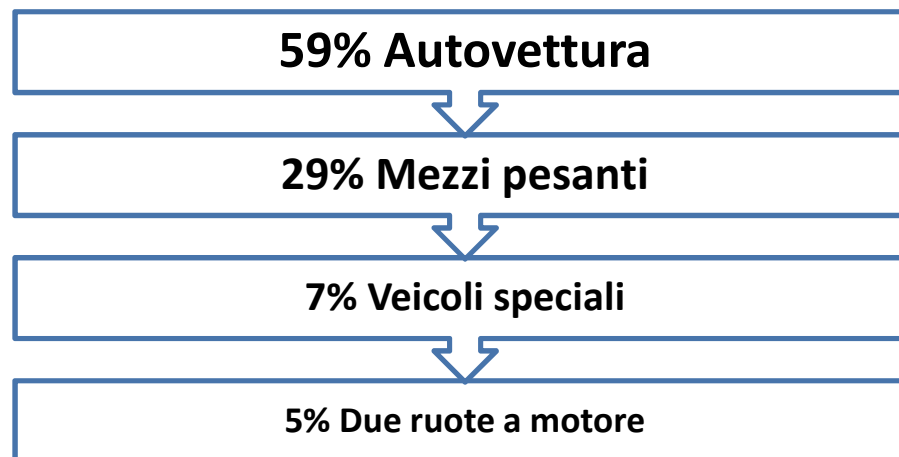 59% Autovettura
29% Mezzi pesanti
7% Veicoli speciali
5% Due ruote a motore